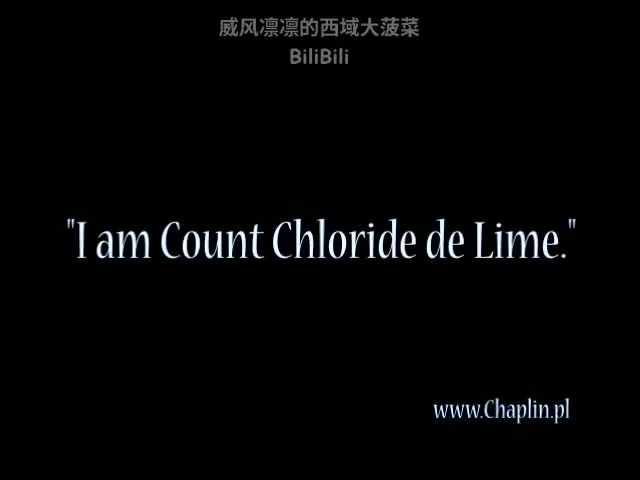 威风凛凛的西域大菠菜
BiliBili
"I am Count Chloride de Lime."
www.Chaplin.pl